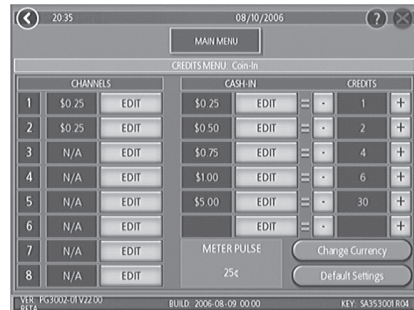 20:35 08/10/2006
MAIN MENU
CREDITS MENU: Coin-In
CHANNELS CASH-IN CREDITS
1 $0.25 EDIT $0.25 EDIT = - 1 +
2 $0.25 EDIT $0.50 EDIT = - 2 +
3 N/A EDIT $0.75 EDIT = - 4 +
4 N/A EDIT $1.00 EDIT = - 6 +
5 N/A EDIT $5.00 EDIT = - 30 +
6 N/A EDIT EDIT = - +
7 N/A EDIT METER PULSE Change Currency
8 N/A EDIT 25¢ Default Settings
VER: PG3002-01 V22.00 BUILD: 2006-08-09 00:00 KEY: SA353001 R04
BETA